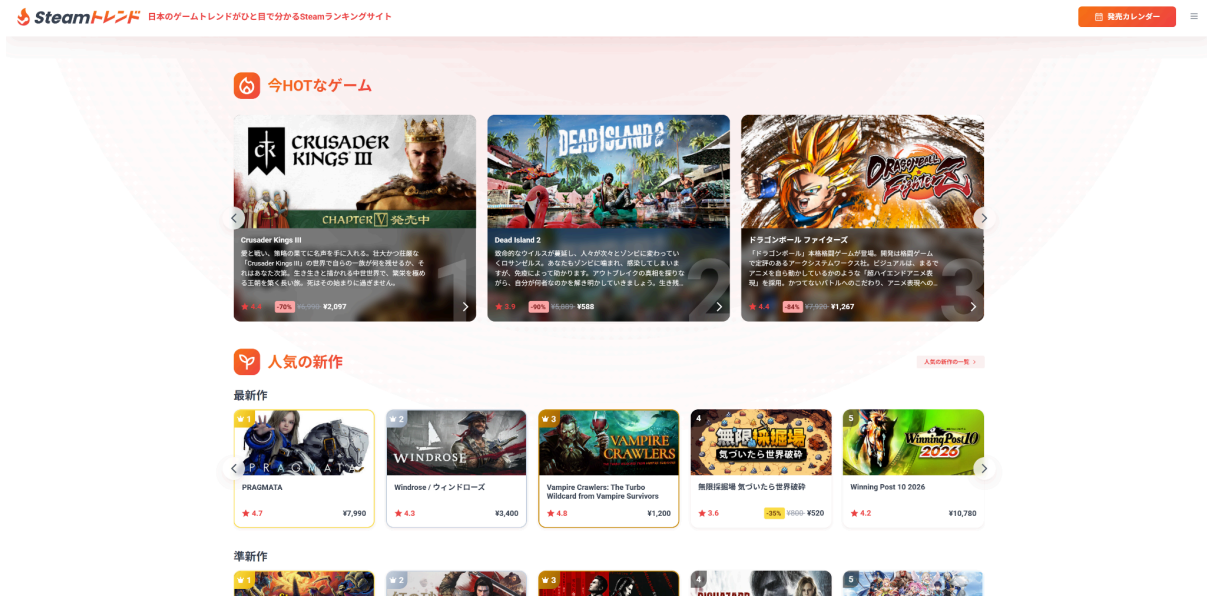 Steamトレンド 日本のゲームトレンドがひと目で分かるSteamランキングサイト
発売カレンダー
今HOTなゲーム
CRUSADER KINGS III
CHAPTER V 発売中
Crusader Kings III
愛と戦い、策略の果てに名声を手に入れる。壮大かつ荘厳な
「Crusader Kings III」の世界で自らの一族が何を残せるか、そ
れはあなた次第。生き生きと描かれる中世世界で、繁栄を極め
る王朝を築く長い旅。死はその始まりに過ぎません。
-70% ¥2,097
1
DEAD ISLAND 2
Dead Island 2
致命的なウイルスが蔓延し、人々が次々とゾンビに変わってい
くロサンゼルス。あなたもゾンビに噛まれ、感染してしまいま
すが、免疫によって助かります。アウトブレイクの真相を探りな
がら、自分が何者なのかを解き明かしていきましょう。生き残...
3.9 -90% ¥588
2
DRAGONBALL FighterZ
ドラゴンボール ファイターズ
「ドラゴンボール」本格格闘ゲームが登場。開発は格闘ゲーム
で定評のあるアークシステムワークス社。ビジュアルは、まるで
アニメを自ら動かしているかのような「超ハイエンドアニメ表
現」を採用。かつてないバトルへのこだわり、アニメ表現への...
4.4 -84% ¥7,920 ¥1,267
3
人気の新作
人気の新作の一覧
最新作
1
PRAGMATA
PRAGMATA
4.7 ¥7,990
2
WINDROSE
Windrose / ウィンドローズ
4.3 ¥3,400
3
VAMPIRE CRAWLERS
Vampire Crawlers: The Turbo
Wildcard from Vampire Survivors
4.8 ¥1,200
4
無限採掘場
気づいたら世界破砕
無限採掘場 気づいたら世界破砕
3.6 -35% ¥800 ¥520
5
Winning Post 10
2026
Winning Post 10 2026
4.2 ¥10,780
準新作
1
2
3
4
BIOHAZARD
5